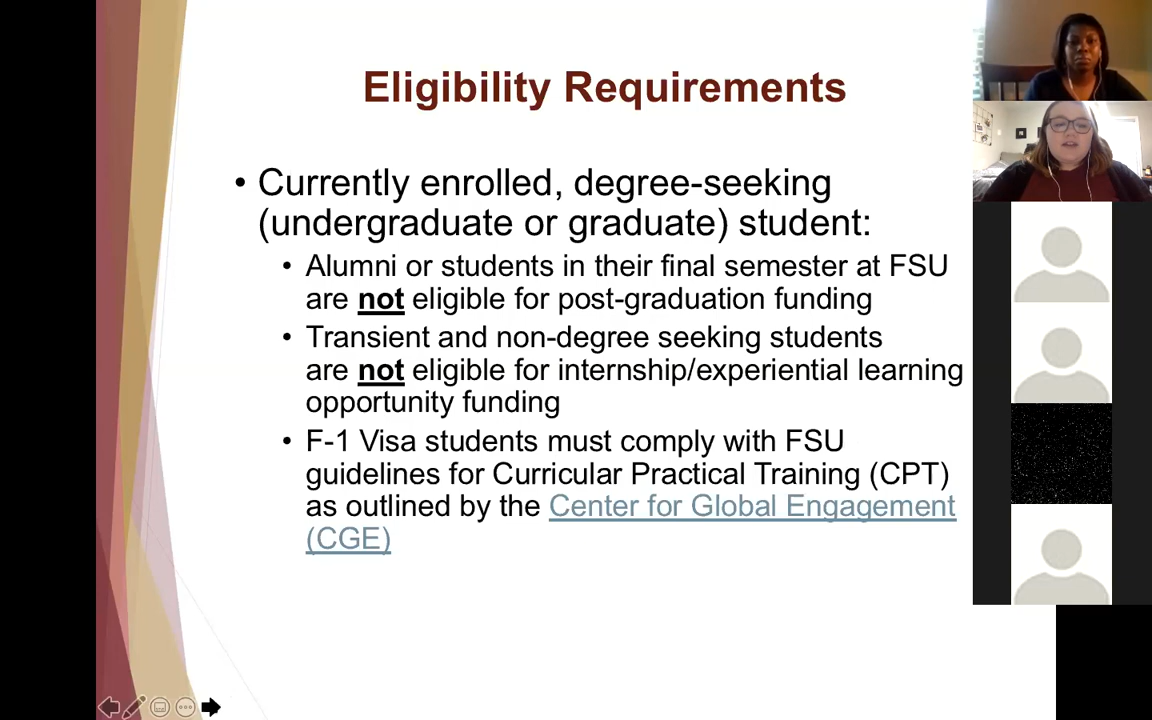 Eligibility Requirements
• Currently enrolled, degree-seeking
(undergraduate or graduate) student:
• Alumni or students in their final semester at FSU
are not eligible for post-graduation funding
• Transient and non-degree seeking students
are not eligible for internship/experiential learning
opportunity funding
• F-1 Visa students must comply with FSU
guidelines for Curricular Practical Training (CPT)
as outlined by the Center for Global Engagement
(CGE)